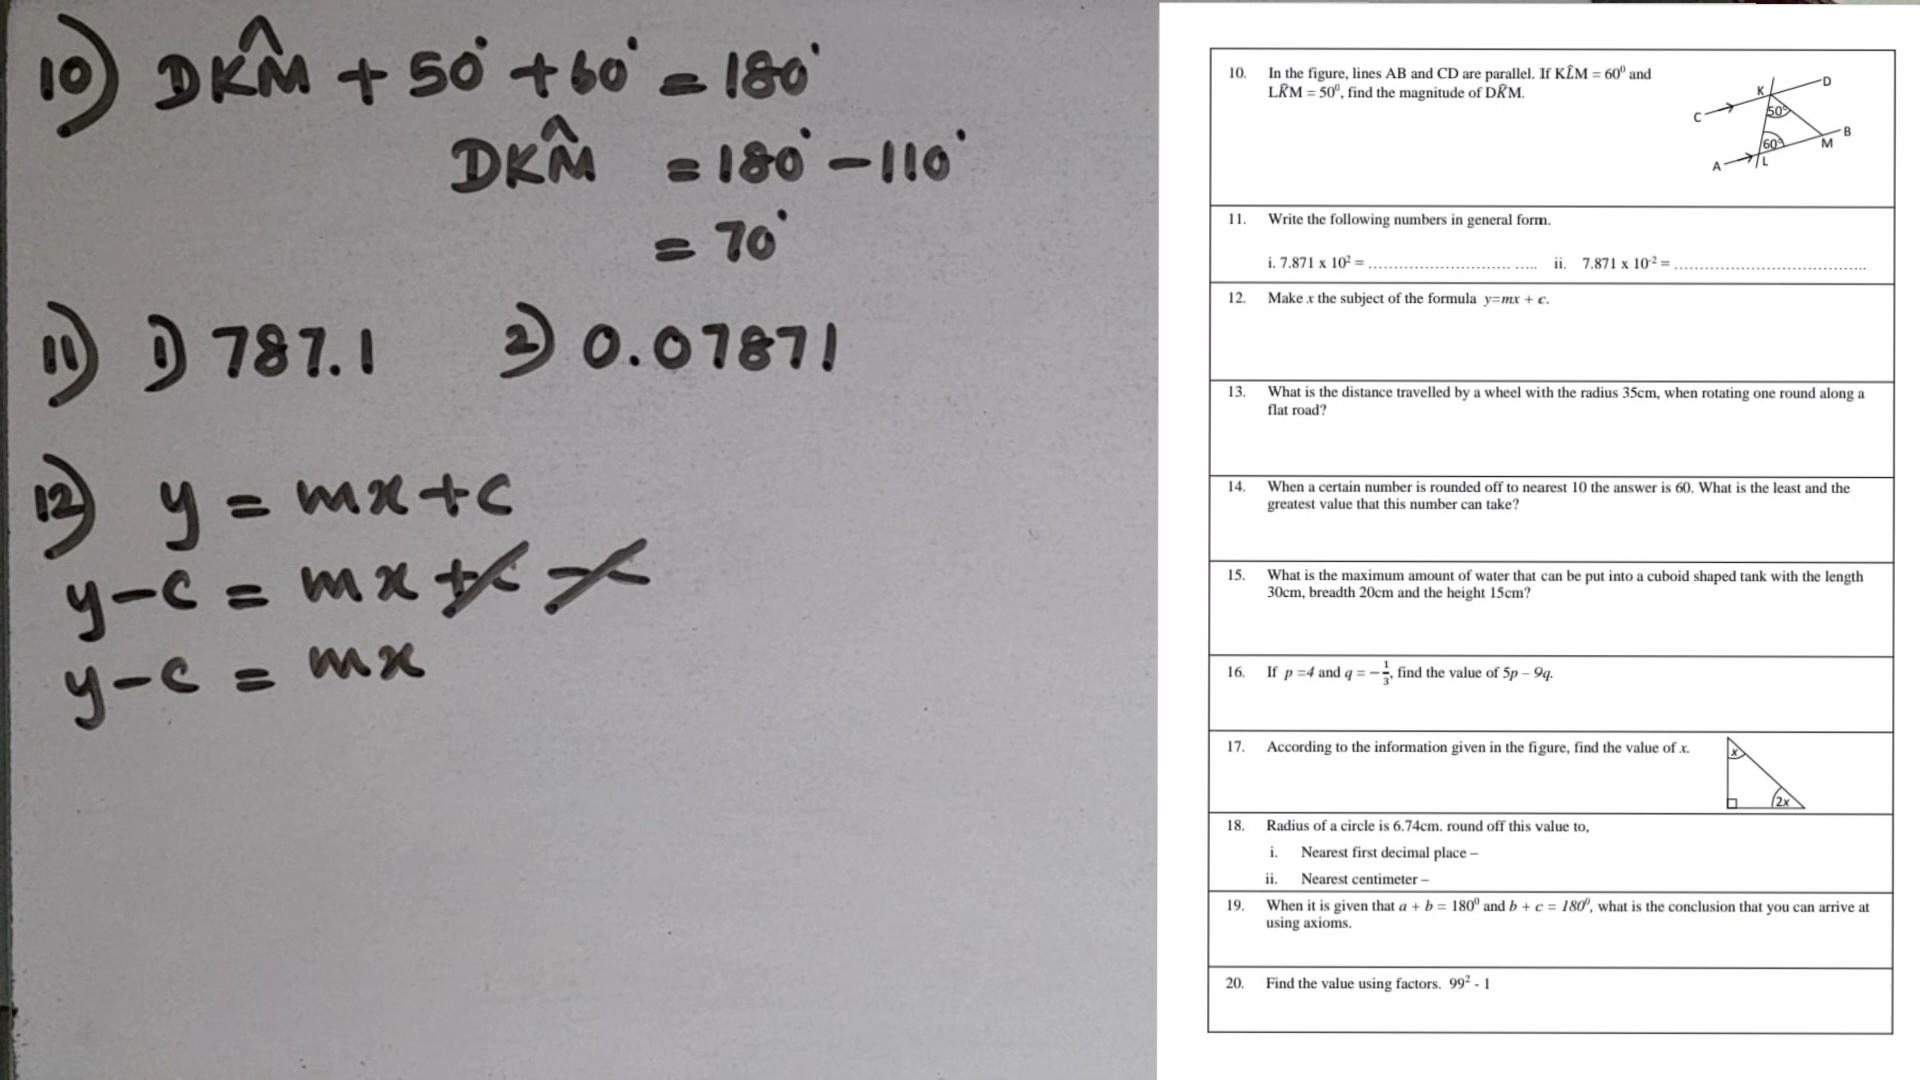 10) DKM̂ + 50° + 60° = 180°
DKM̂ = 180° - 110°
= 70°
11) 1) 787.1 2) 0.07871
12) y = mx+c
y-c = mx+c -c
y-c = mx
10. In the figure, lines AB and CD are parallel. If KL̂M = 60⁰ and
LK̂M = 50⁰, find the magnitude of DK̂M.
K D
C 50°
60° B
M
A L
11. Write the following numbers in general form.
i. 7.871 x 10² = .............................. ..... ii. 7.871 x 10⁻² = ...................................
12. Make x the subject of the formula y=mx + c.
13. What is the distance travelled by a wheel with the radius 35cm, when rotating one round along a
flat road?
14. When a certain number is rounded off to nearest 10 the answer is 60. What is the least and the
greatest value that this number can take?
15. What is the maximum amount of water that can be put into a cuboid shaped tank with the length
30cm, breadth 20cm and the height 15cm?
16. If p =4 and q = −1/3, find the value of 5p – 9q.
17. According to the information given in the figure, find the value of x.
x
2x
18. Radius of a circle is 6.74cm. round off this value to,
i. Nearest first decimal place –
ii. Nearest centimeter –
19. When it is given that a + b = 180⁰ and b + c = 180⁰, what is the conclusion that you can arrive at
using axioms.
20. Find the value using factors. 99² - 1